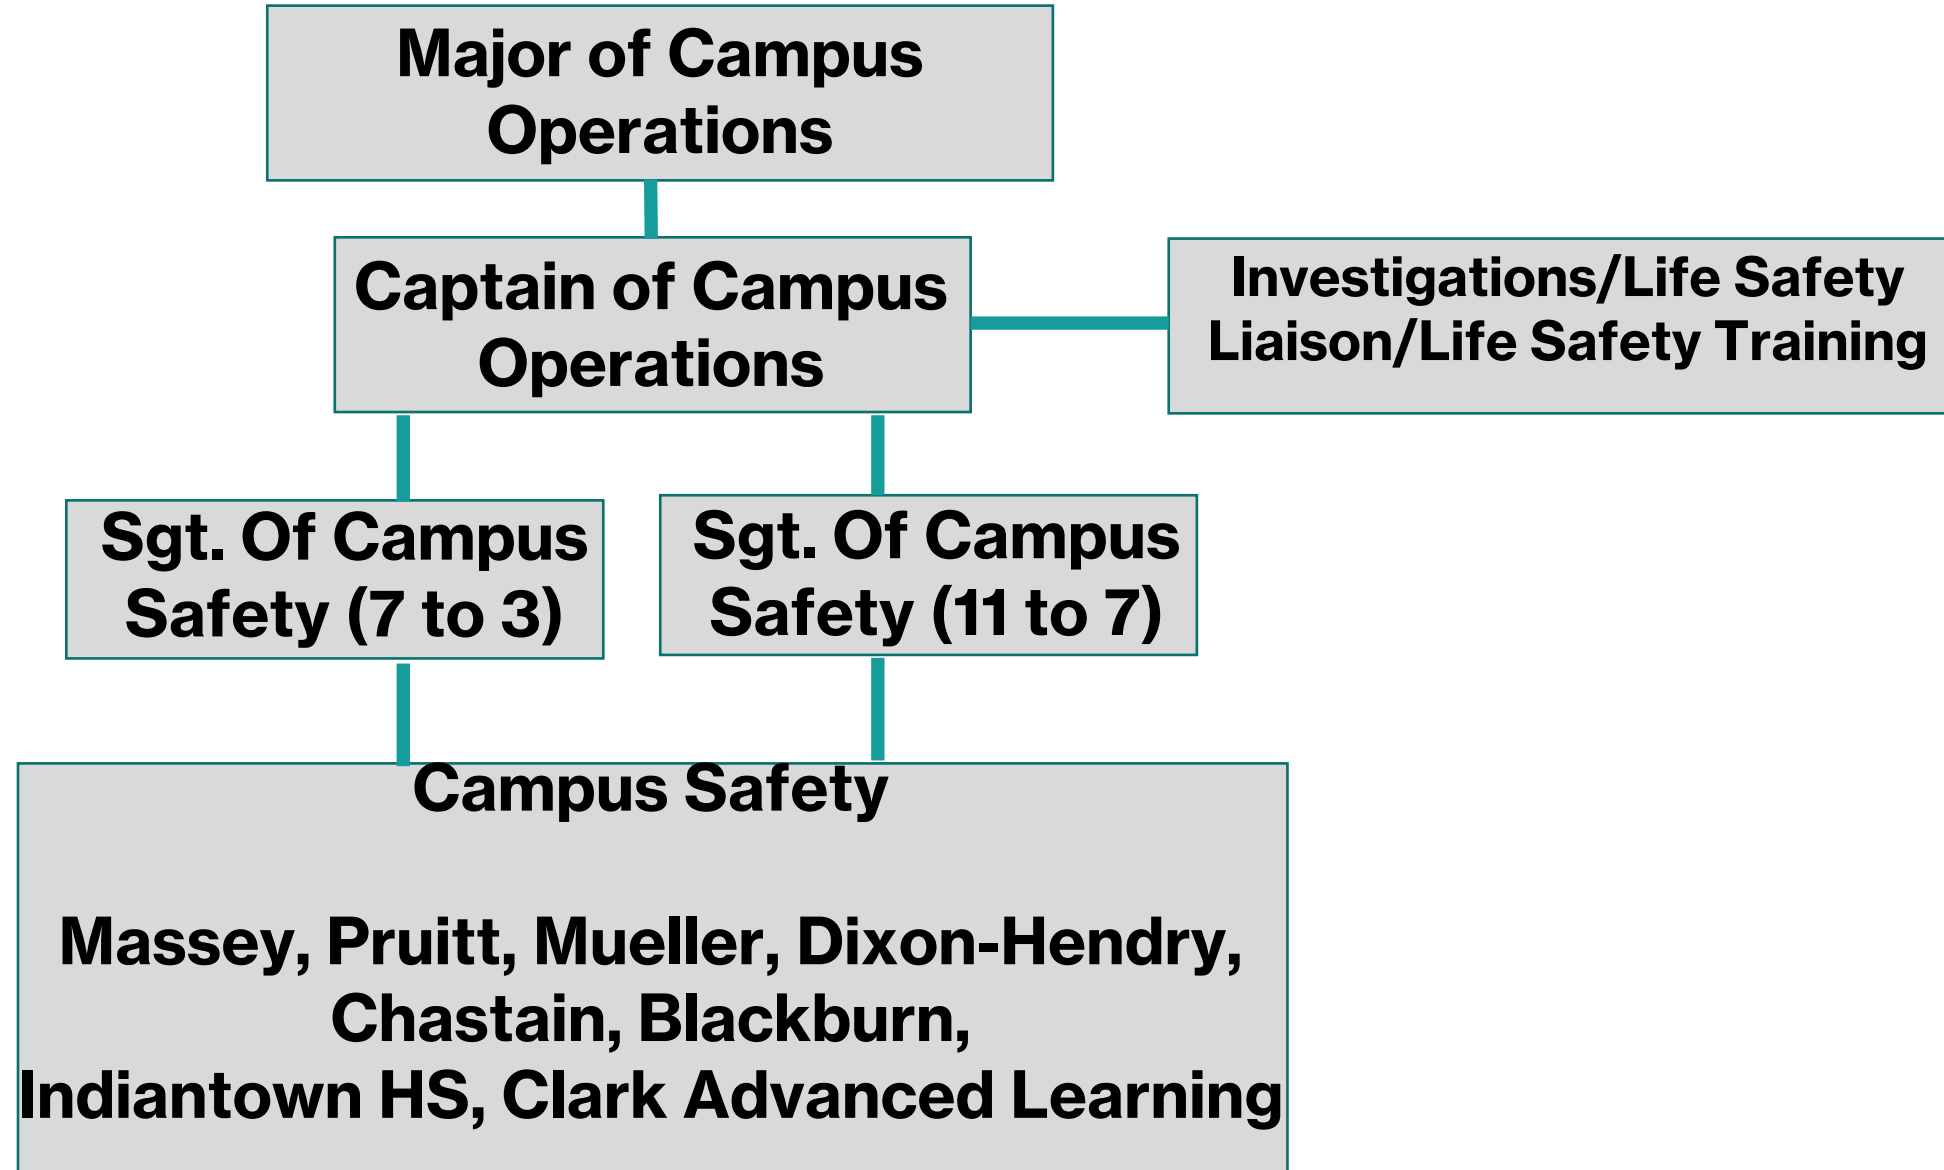 Major of Campus
Operations
Captain of Campus
Operations
Investigations/Life Safety
Liaison/Life Safety Training
Sgt. Of Campus
Safety (7 to 3)
Sgt. Of Campus
Safety (11 to 7)
Campus Safety
Massey, Pruitt, Mueller, Dixon-Hendry,
Chastain, Blackburn,
Indiantown HS, Clark Advanced Learning